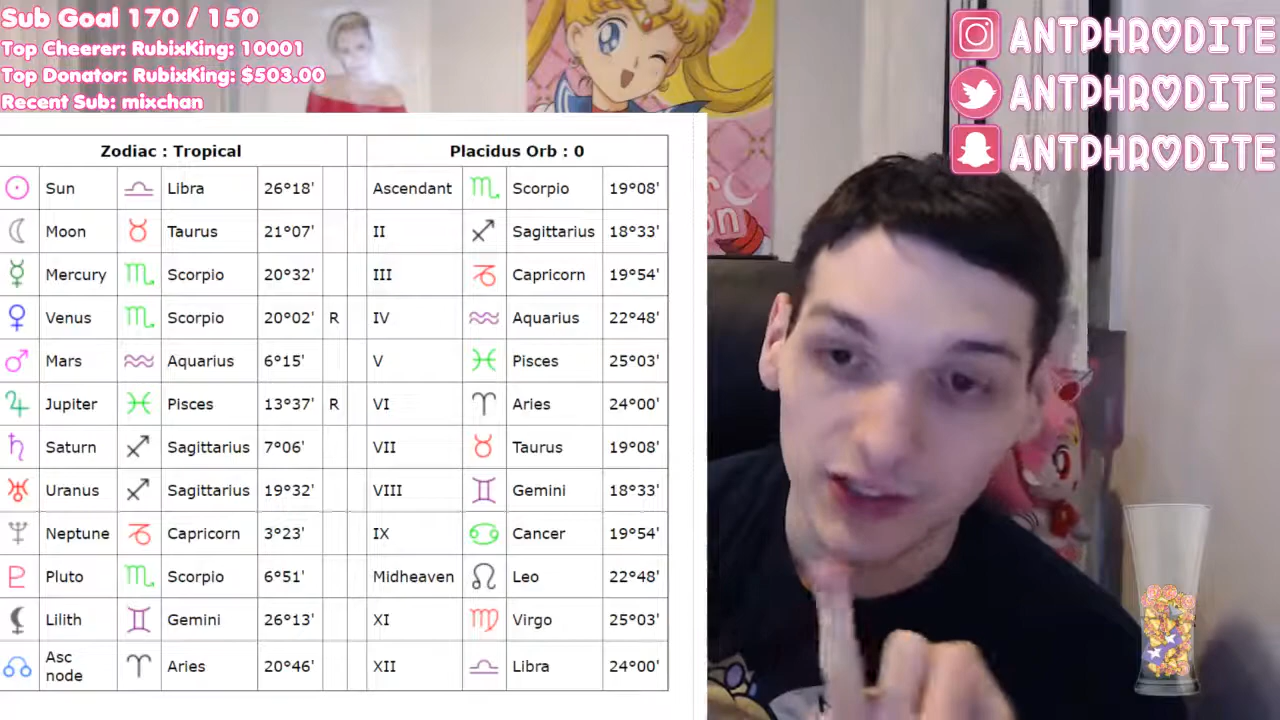 Sub Goal 170 / 150
Top Cheerer: RubixKing: 10001
Top Donator: RubixKing: $503.00
Recent Sub: mixchan
ANTPHRODITE
ANTPHRODITE
ANTPHRODITE
Zodiac : Tropical Placidus Orb : 0
Sun Libra 26°18' Ascendant Scorpio 19°08'
Moon Taurus 21°07' II Sagittarius 18°33'
Mercury Scorpio 20°32' III Capricorn 19°54'
Venus Scorpio 20°02' R IV Aquarius 22°48'
Mars Aquarius 6°15' V Pisces 25°03'
Jupiter Pisces 13°37' R VI Aries 24°00'
Saturn Sagittarius 7°06' VII Taurus 19°08'
Uranus Sagittarius 19°32' VIII Gemini 18°33'
Neptune Capricorn 3°23' IX Cancer 19°54'
Pluto Scorpio 6°51' Midheaven Leo 22°48'
Lilith Gemini 26°13' XI Virgo 25°03'
Asc node Aries 20°46' XII Libra 24°00'